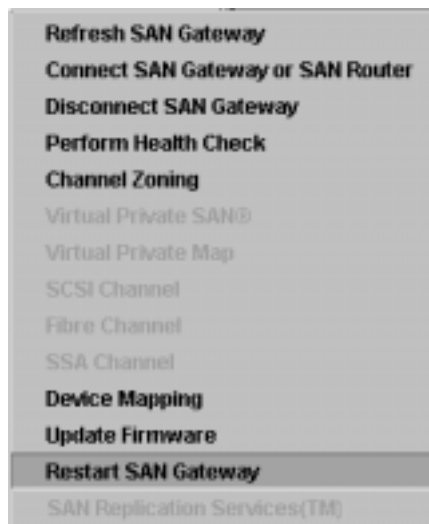 Refresh SAN Gateway
Connect SAN Gateway or SAN Router
Disconnect SAN Gateway
Perform Health Check
Channel Zoning
Virtual Private SAN®
Virtual Private Map
SCSI Channel
Fibre Channel
SSA Channel
Device Mapping
Update Firmware
Restart SAN Gateway
SAN Replication Services(TM)